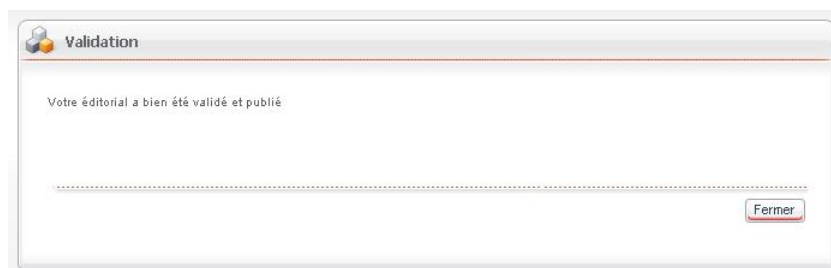 Validation
Votre éditorial a bien été validé et publié
Fermer